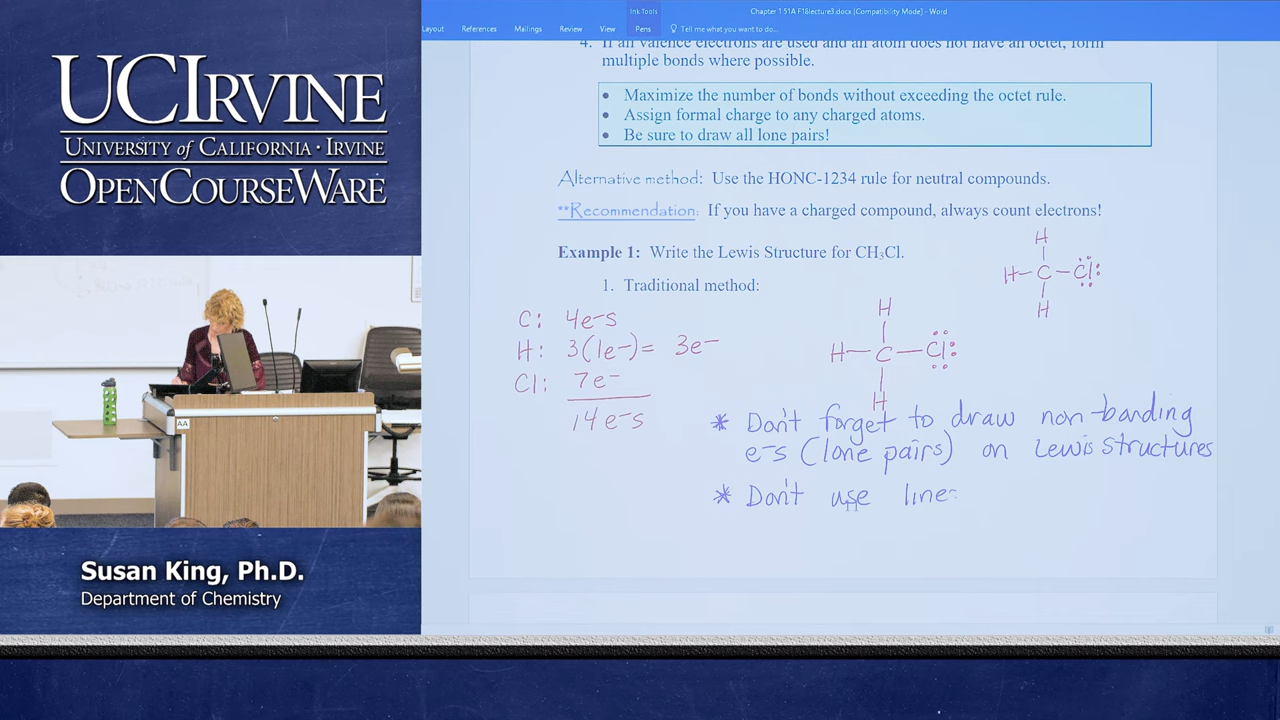 UCIRVINE
UNIVERSITY of CALIFORNIA · IRVINE
OPENCOURSEWARE
AA
Susan King, Ph.D.
Department of Chemistry
Ink Tools
Chapter 1 51A F18lecture3.docx [Compatibility Mode] - Word
Layout References Mailings Review View Pens Tell me what you want to do...
4. If all valence electrons are used and an atom does not have an octet, form
multiple bonds where possible.
• Maximize the number of bonds without exceeding the octet rule.
• Assign formal charge to any charged atoms.
• Be sure to draw all lone pairs!
Alternative method: Use the HONC-1234 rule for neutral compounds.
**Recommendation: If you have a charged compound, always count electrons!
Example 1: Write the Lewis Structure for CH₃Cl.
H
H–C–Cl
H
1. Traditional method:
C: 4e⁻s
H: 3(1e⁻)= 3e⁻
Cl: 7e⁻
14e⁻s
H
H–C–Cl
H
* Don't forget to draw non-bonding
e⁻s (lone pairs) on Lewis structures
* Don't use line